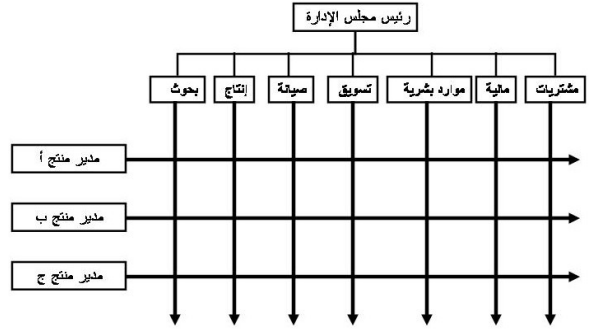 رئيس مجلس الإدارة
مشتريات
مالية
موارد بشرية
تسويق
صيانة
إنتاج
بحوث
مدير منتج أ
مدير منتج ب
مدير منتج ج